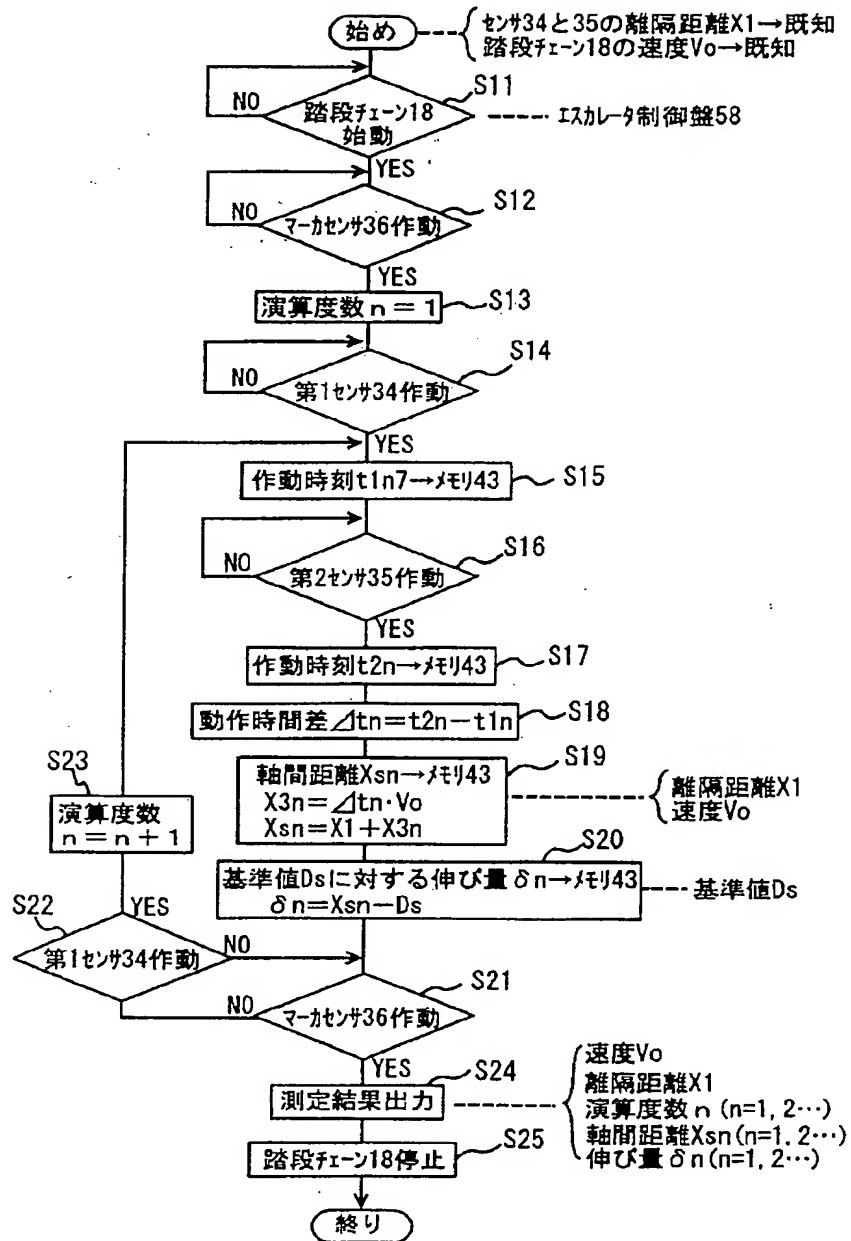 始め
センサ34と35の離隔距離X1→既知
踏段チェーン18の速度Vo→既知
S11
NO
踏段チェーン18
始動
エスカレータ制御盤58
YES
S12
NO
マーカセンサ36作動
YES
S13
演算度数n=1
S14
NO
第1センサ34作動
YES
作動時刻t1n7→メモリ43
S15
S16
NO
第2センサ35作動
YES
作動時刻t2n→メモリ43
S17
動作時間差⊿tn=t2n−t1n
S18
S19
軸間距離Xsn→メモリ43
X3n=⊿tn·Vo
Xsn=X1+X3n
離隔距離X1
速度Vo
S23
演算度数
n=n+1
S20
基準値Dsに対する伸び量δn→メモリ43
δn=Xsn−Ds
基準値Ds
S22
YES
第1センサ34作動
NO
S21
NO
マーカセンサ36作動
YES
S24
測定結果出力
速度Vo
離隔距離X1
演算度数n(n=1,2…)
軸間距離Xsn(n=1,2…)
伸び量δn(n=1,2…)
S25
踏段チェーン18停止
終り